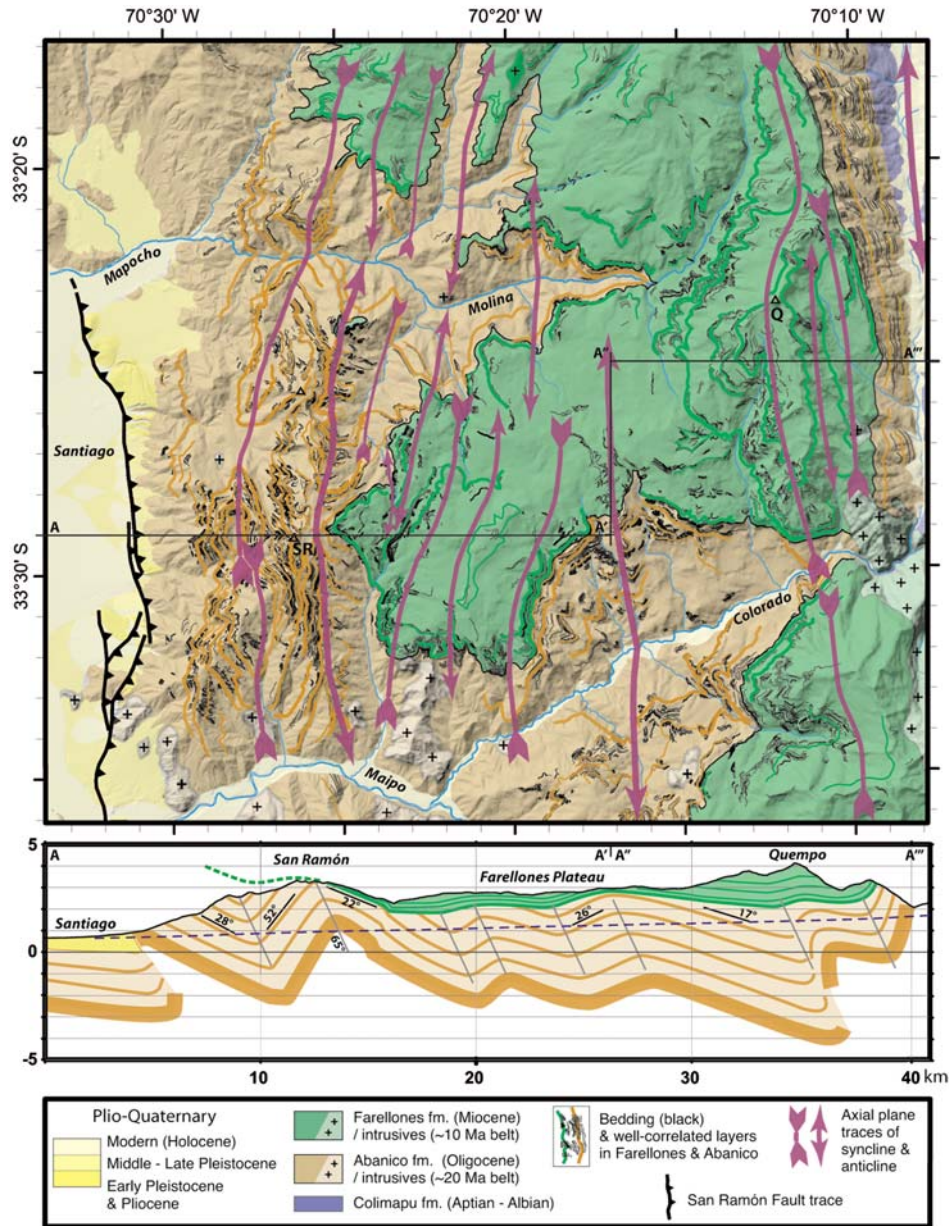 70°30' W 70°20' W 70°10' W
33°20' S
Mapocho
Molina
Q
A" A'"
Santiago
A A'
SR
33°30' S
Colorado
Maipo
5 A San Ramón A' A" Quempo A'" 5
Farellones Plateau
Santiago
28° 52° 22° 65° 26° 17°
0 0
-5 -5
10 20 30 40 km
Plio-Quaternary
Modern (Holocene)
Middle - Late Pleistocene
Early Pleistocene
& Pliocene
Farellones fm. (Miocene)
/ intrusives (~10 Ma belt)
Abanico fm. (Oligocene)
/ intrusives (~20 Ma belt)
Colimapu fm. (Aptian - Albian)
Bedding (black)
& well-correlated layers
in Farellones & Abanico
Axial plane
traces of
syncline &
anticline
San Ramón Fault trace